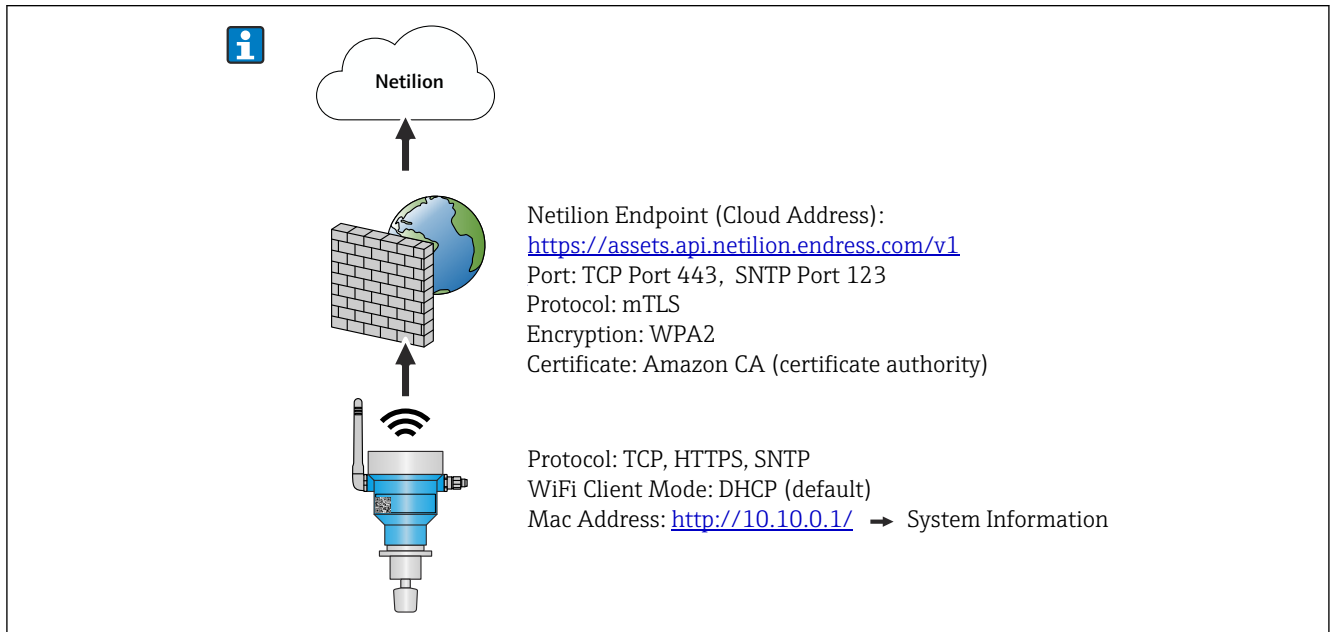 Netilion
Netilion Endpoint (Cloud Address):
https://assets.api.netilion.endress.com/v1
Port: TCP Port 443, SNTP Port 123
Protocol: mTLS
Encryption: WPA2
Certificate: Amazon CA (certificate authority)
Protocol: TCP, HTTPS, SNTP
WiFi Client Mode: DHCP (default)
Mac Address: http://10.10.0.1/ → System Information